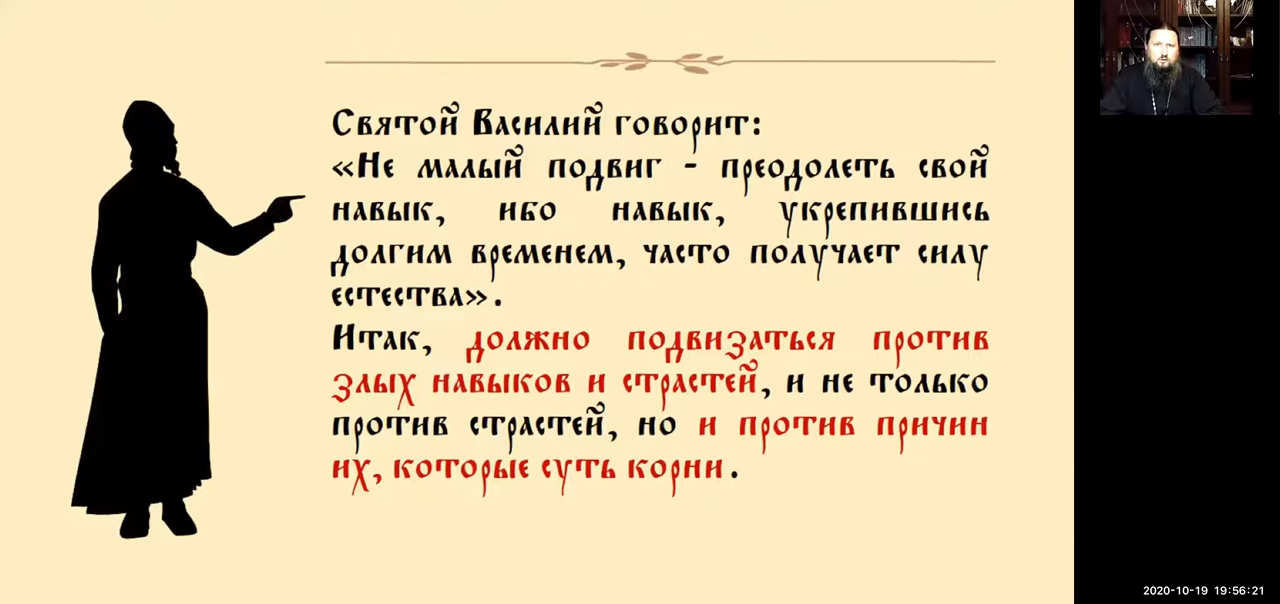 Святой Василий говорит:
«Не малый подвиг - преодолеть свой
навык, ибо навык, укрепившись
долгим временем, часто получает силу
естества».
Итак, должно подвизаться против
злых навыков и страстей, и не только
против страстей, но и против причин
их, которые суть корни.
2020-10-19 19:56:21